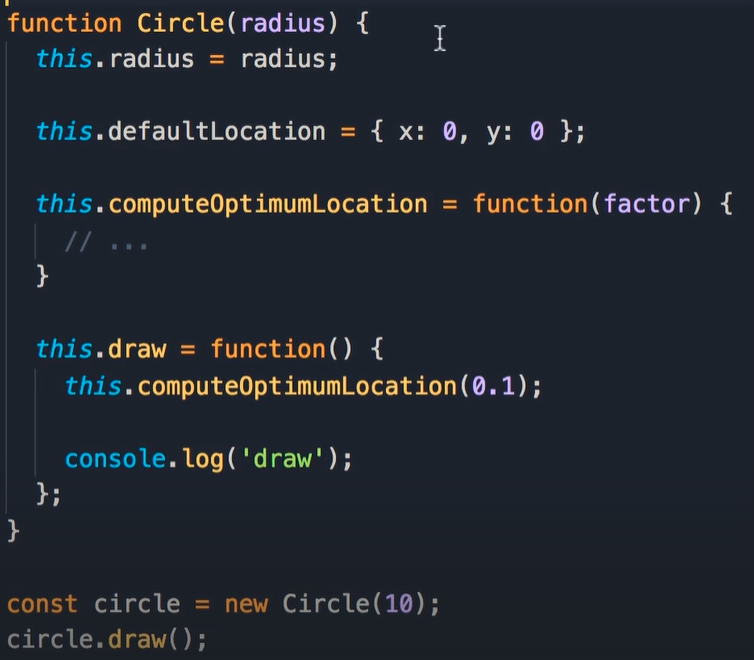 function Circle(radius) {
  this.radius = radius;

  this.defaultLocation = { x: 0, y: 0 };

  this.computeOptimumLocation = function(factor) {
    // ...
  }

  this.draw = function() {
    this.computeOptimumLocation(0.1);

    console.log('draw');
  };
}

const circle = new Circle(10);
circle.draw();